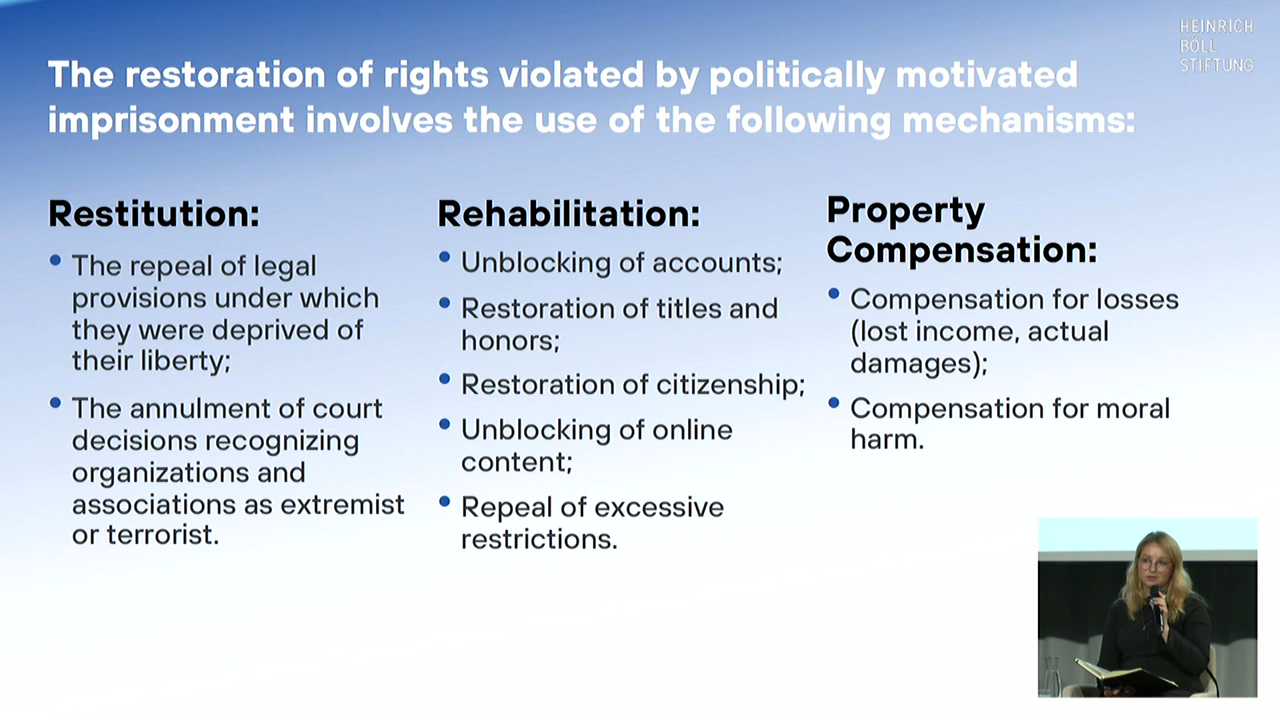 HEINRICH
BÖLL
STIFTUNG
The restoration of rights violated by politically motivated
imprisonment involves the use of the following mechanisms:
Restitution:
• The repeal of legal
provisions under which
they were deprived of
their liberty;
• The annulment of court
decisions recognizing
organizations and
associations as extremist
or terrorist.
Rehabilitation:
• Unblocking of accounts;
• Restoration of titles and
honors;
• Restoration of citizenship;
• Unblocking of online
content;
• Repeal of excessive
restrictions.
Property
Compensation:
• Compensation for losses
(lost income, actual
damages);
• Compensation for moral
harm.